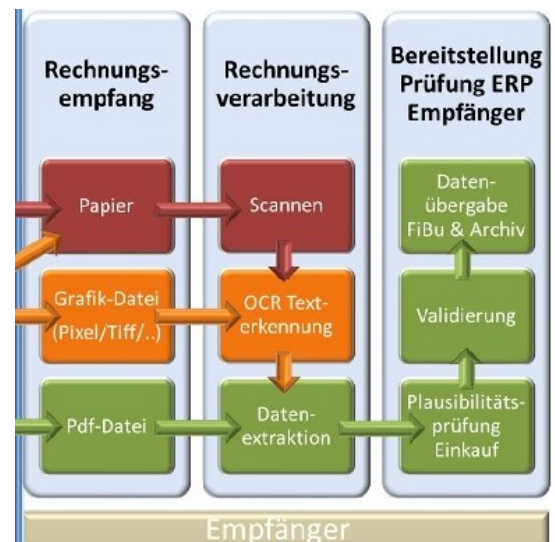 Rechnungs-
empfang
Papier
Grafik-Datei
(Pixel/Tiff/..)
Pdf-Datei
Rechnungs-
verarbeitung
Scannen
OCR Text-
erkennung
Daten-
extraktion
Bereitstellung
Prüfung ERP
Empfänger
Daten-
übergabe
FiBu & Archiv
Validierung
Plausibilitäts-
prüfung
Einkauf
Empfänger